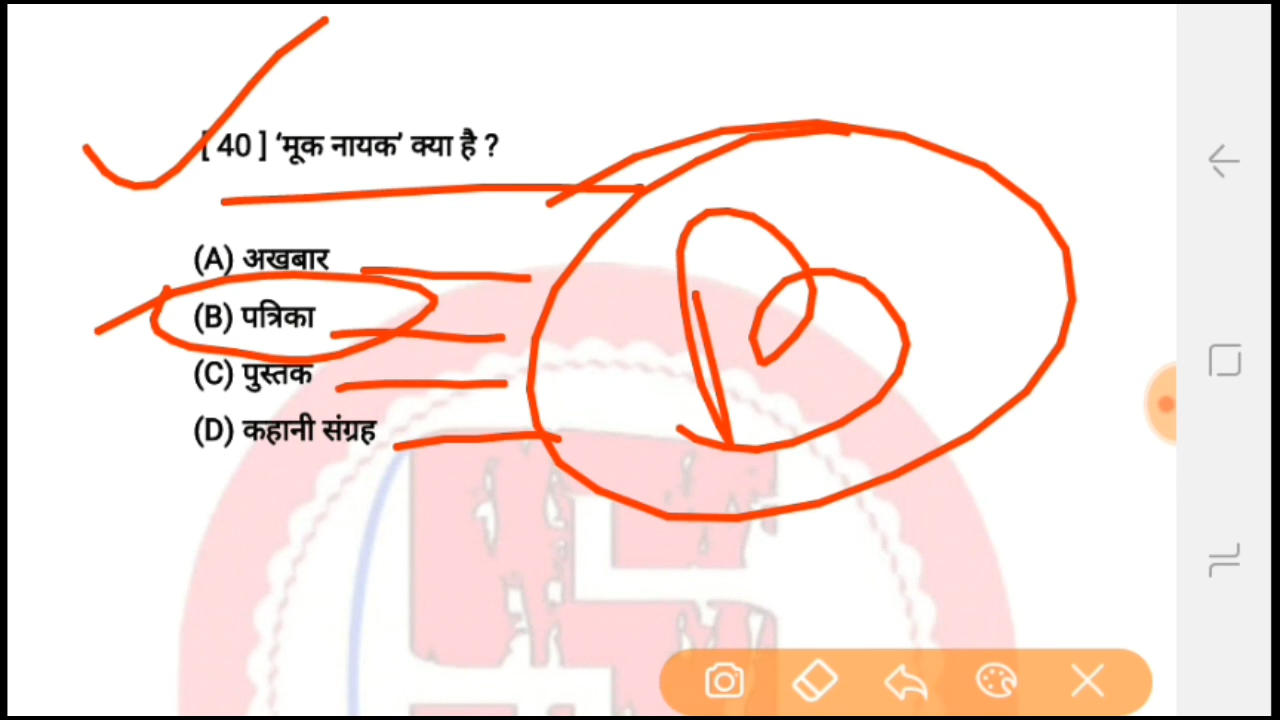 [ 40 ] ‘मूक नायक’ क्या है ?
(A) अखबार
(B) पत्रिका
(C) पुस्तक
(D) कहानी संग्रह
B